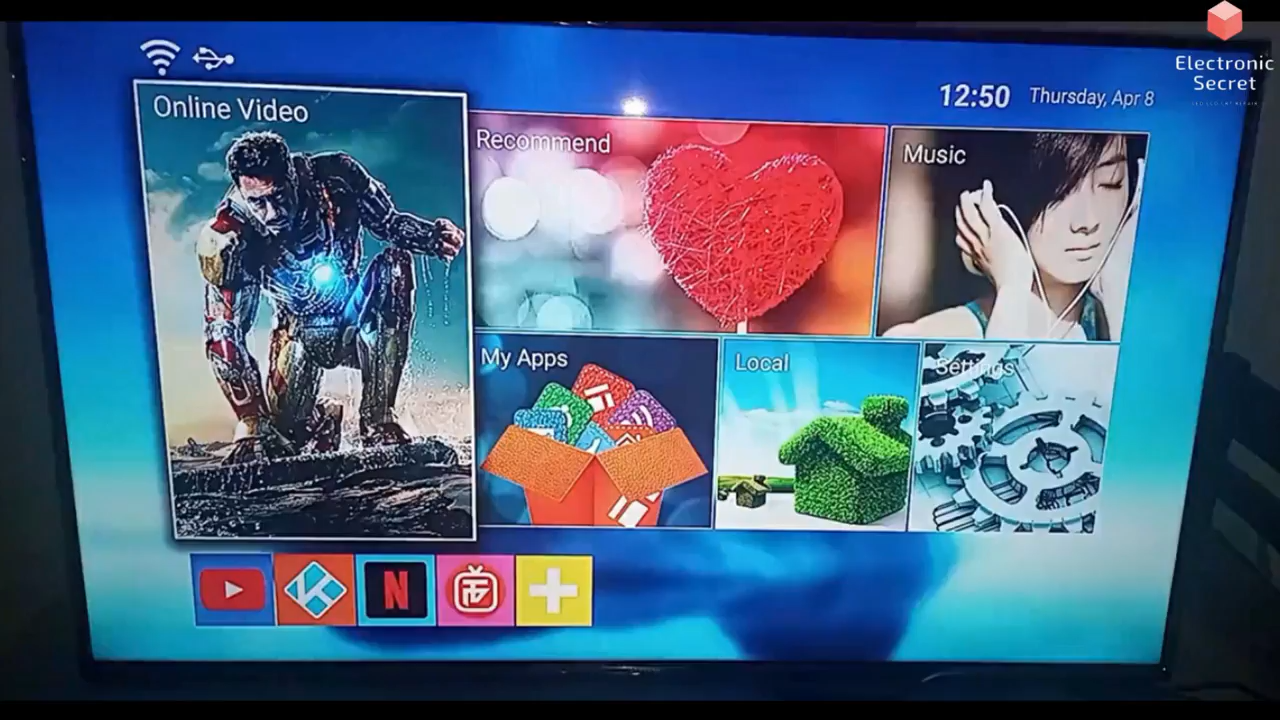 Electronic
Secret
12:50 Thursday, Apr 8
Online Video
Recommend
Music
My Apps
Local
Settings
N